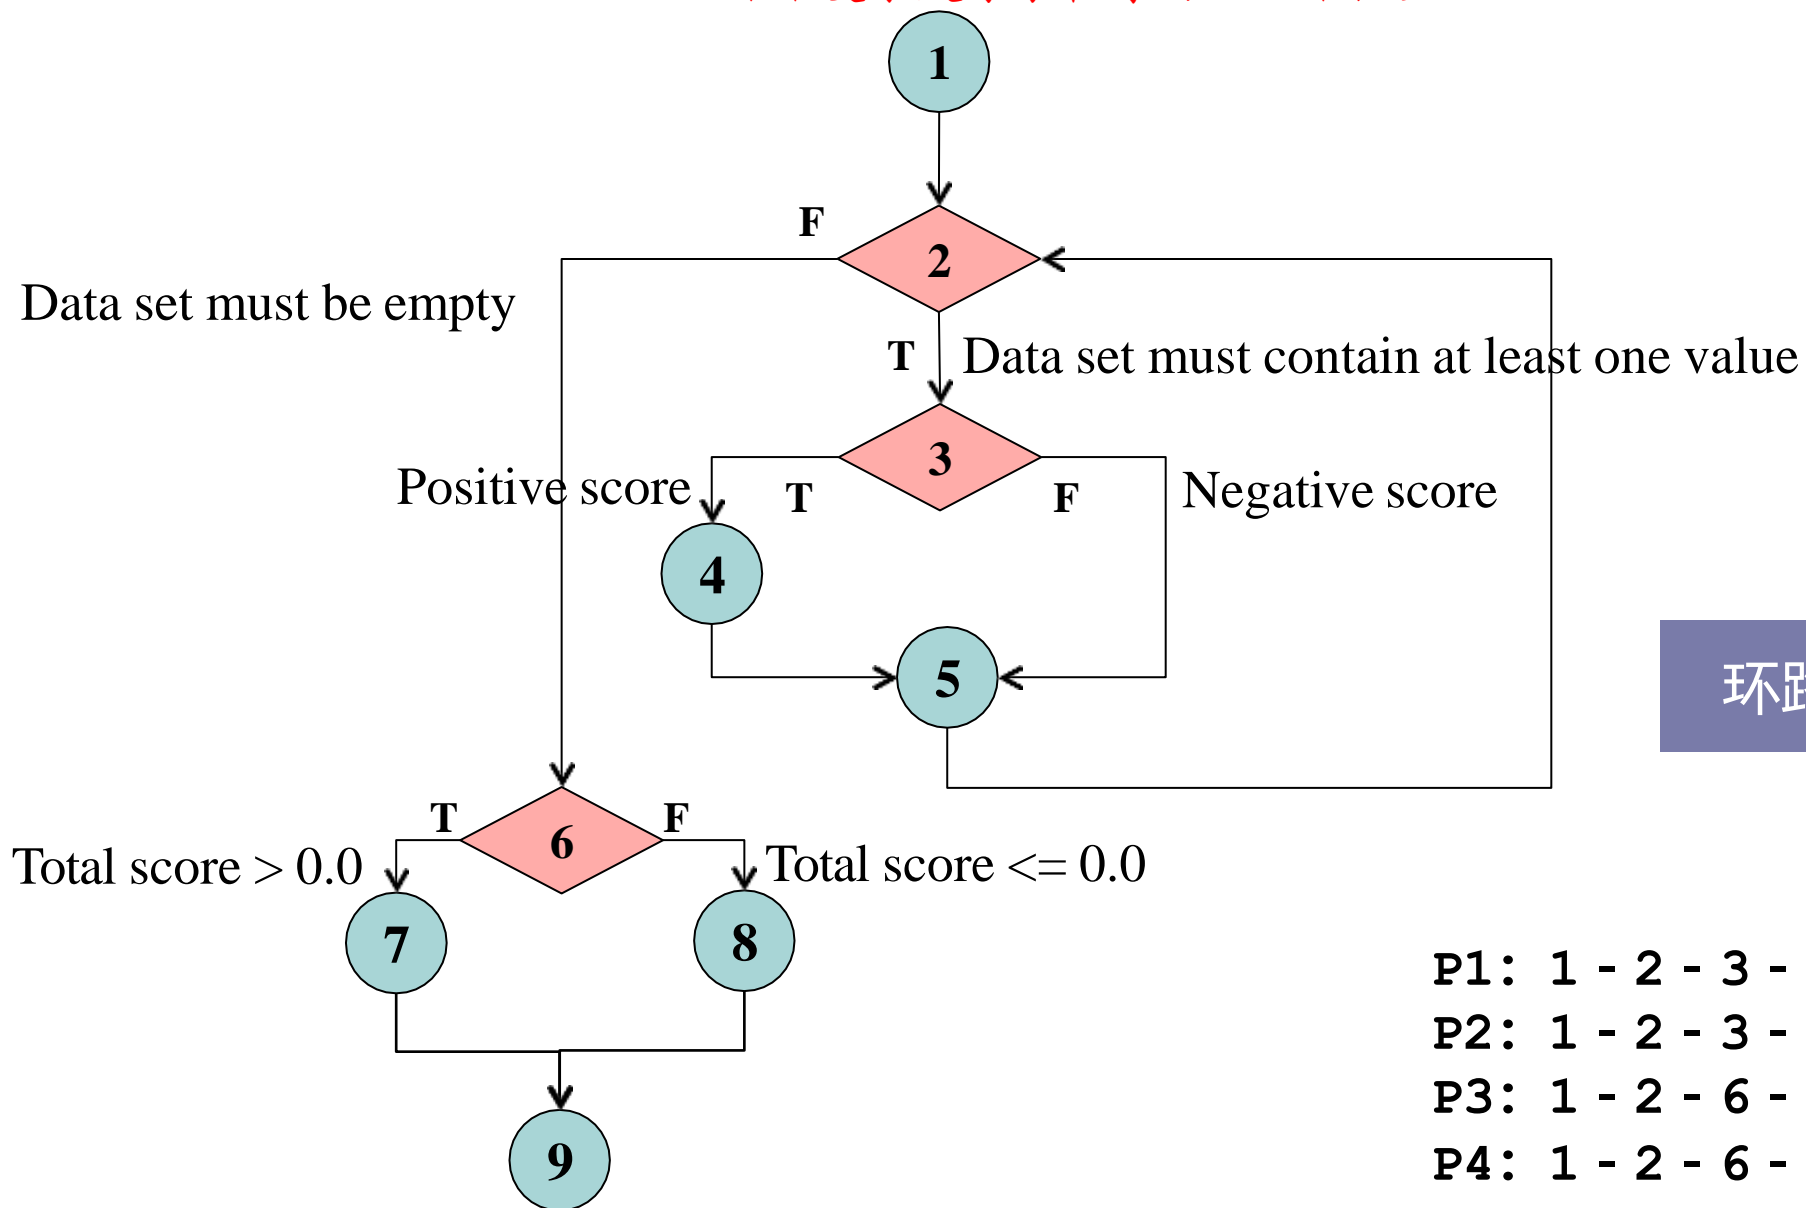 1
F
2
Data set must be empty
T Data set must contain at least one value
3
Positive score
T
F
Negative score
4
5
环
T
6
F
Total score > 0.0
Total score <= 0.0
7
8
P1: 1 - 2 - 3 -
P2: 1 - 2 - 3 -
P3: 1 - 2 - 6 -
P4: 1 - 2 - 6 -
9